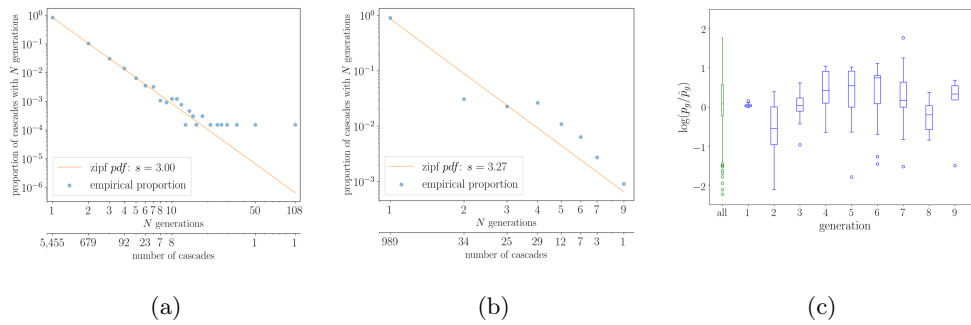 proportion of cascades with N generations
10⁰
10⁻¹
10⁻²
10⁻³
10⁻⁴
10⁻⁵
10⁻⁶
zipf pdf: s = 3.00
empirical proportion
1 2 3 4 5 6 7 8 10 50 108
N generations
5,455 679 92 23 7 8 1 1
number of cascades
(a)
proportion of cascades with N generations
10⁰
10⁻¹
10⁻²
10⁻³
zipf pdf: s = 3.27
empirical proportion
1 2 3 4 5 6 7 9
N generations
989 34 25 29 12 7 3 1
number of cascades
(b)
log(p_g/p̂_g)
2
1
0
−1
−2
all 1 2 3 4 5 6 7 8 9
generation
(c)